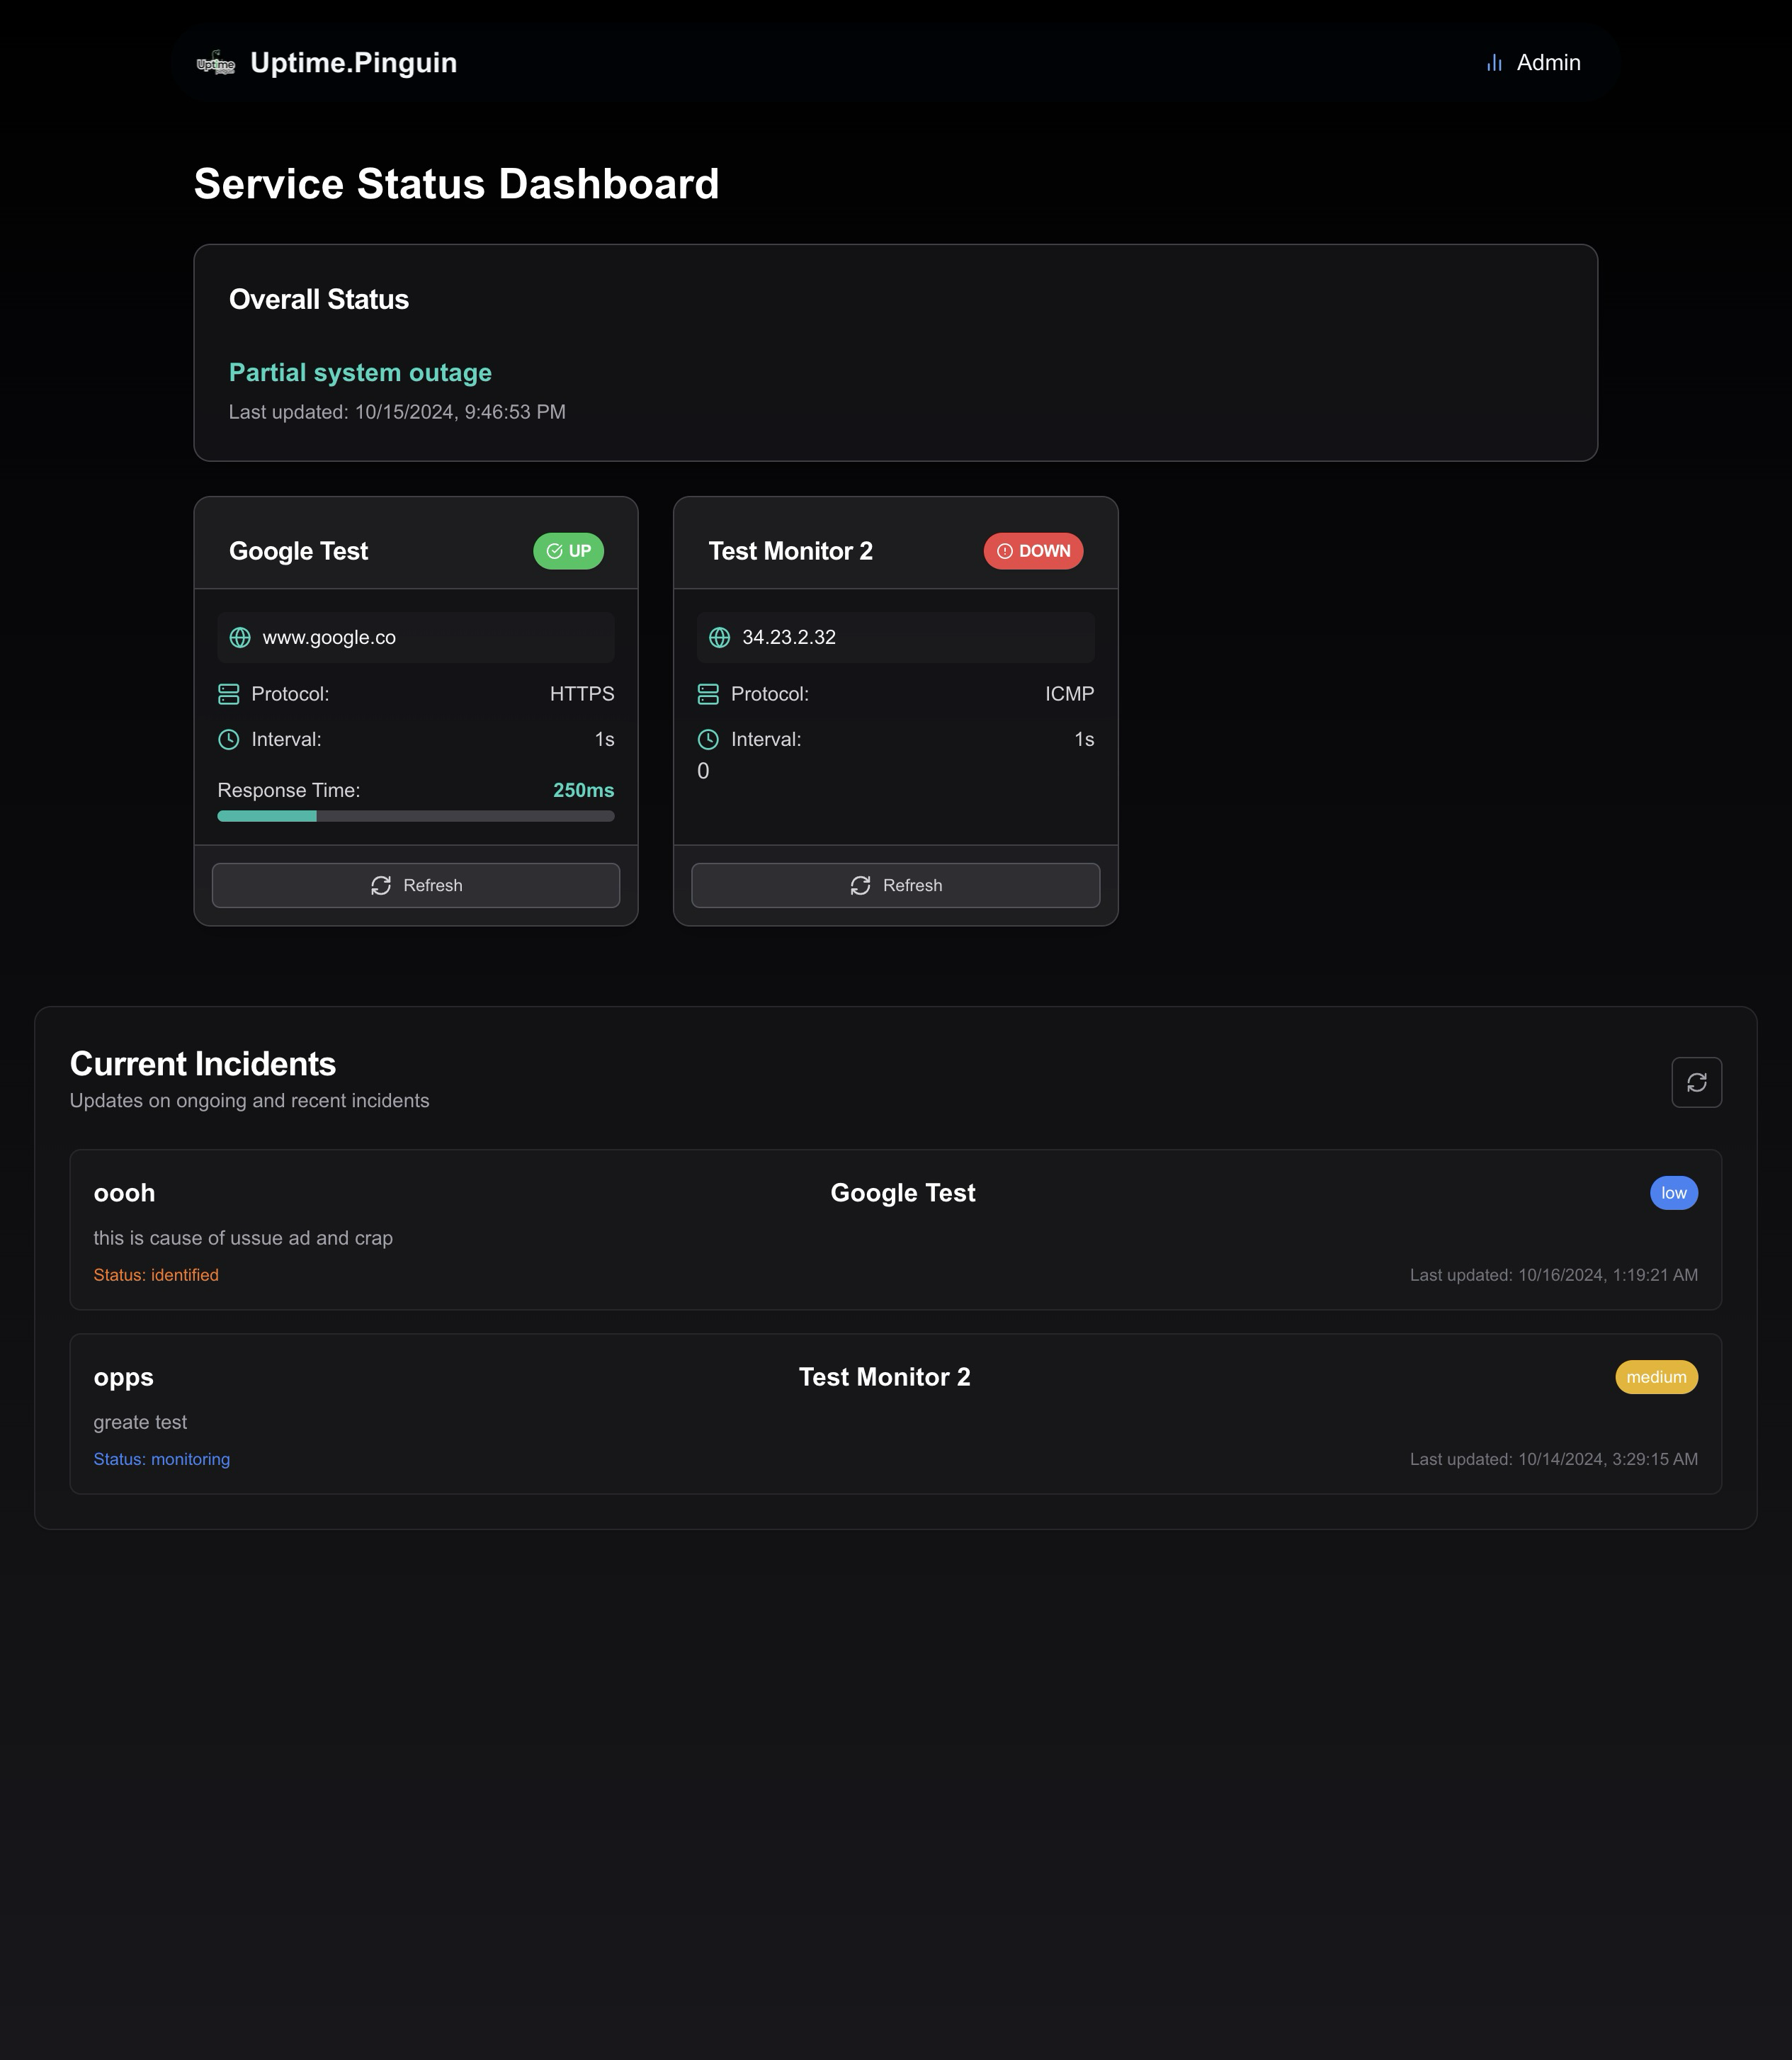 Uptime
Uptime.Pinguin
Admin
Service Status Dashboard
Overall Status
Partial system outage
Last updated: 10/15/2024, 9:46:53 PM
Google Test
UP
www.google.co
Protocol: HTTPS
Interval: 1s
Response Time: 250ms
Refresh
Test Monitor 2
DOWN
34.23.2.32
Protocol: ICMP
Interval: 1s
0
Refresh
Current Incidents
Updates on ongoing and recent incidents
oooh Google Test low
this is cause of ussue ad and crap
Status: identified Last updated: 10/16/2024, 1:19:21 AM
opps Test Monitor 2 medium
greate test
Status: monitoring Last updated: 10/14/2024, 3:29:15 AM